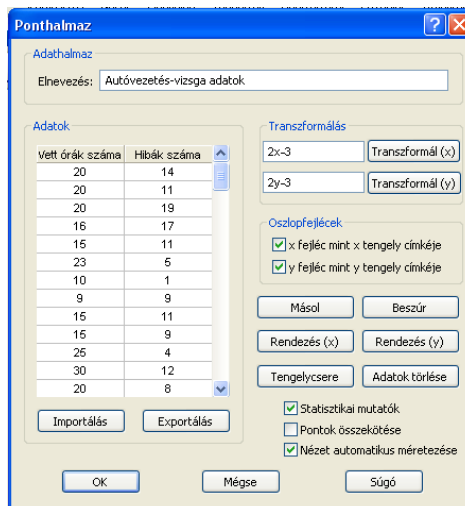 Ponthalmaz
Adathalmaz
Elnevezés: Autóvezetés-vizsga adatok
Adatok
Vett órák száma Hibák száma
20 14
20 11
20 19
16 17
15 11
23 5
10 1
9 9
15 11
15 9
25 4
30 12
20 8
Importálás Exportálás
Transzformálás
2x-3 Transzformál (x)
2y-3 Transzformál (y)
Oszlopfejlécek
x fejléc mint x tengely címkéje
y fejléc mint y tengely címkéje
Másol Beszúr
Rendezés (x) Rendezés (y)
Tengelycsere Adatok törlése
Statisztikai mutatók
Pontok összekötése
Nézet automatikus méretezése
OK Mégse Súgó